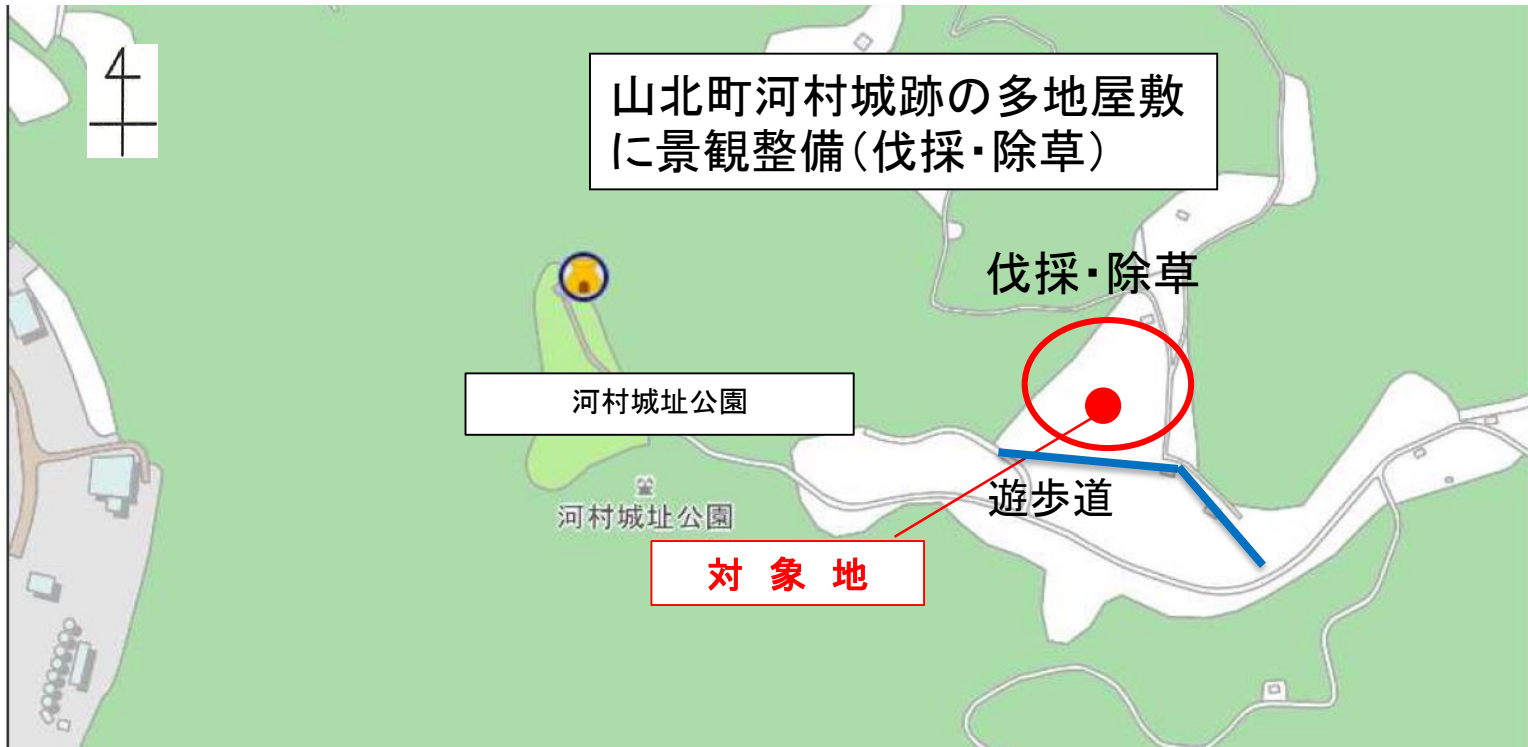 山北町河村城跡の多地屋敷
に景観整備(伐採・除草)
伐採・除草
河村城址公園
遊歩道
河村城址公園
対 象 地